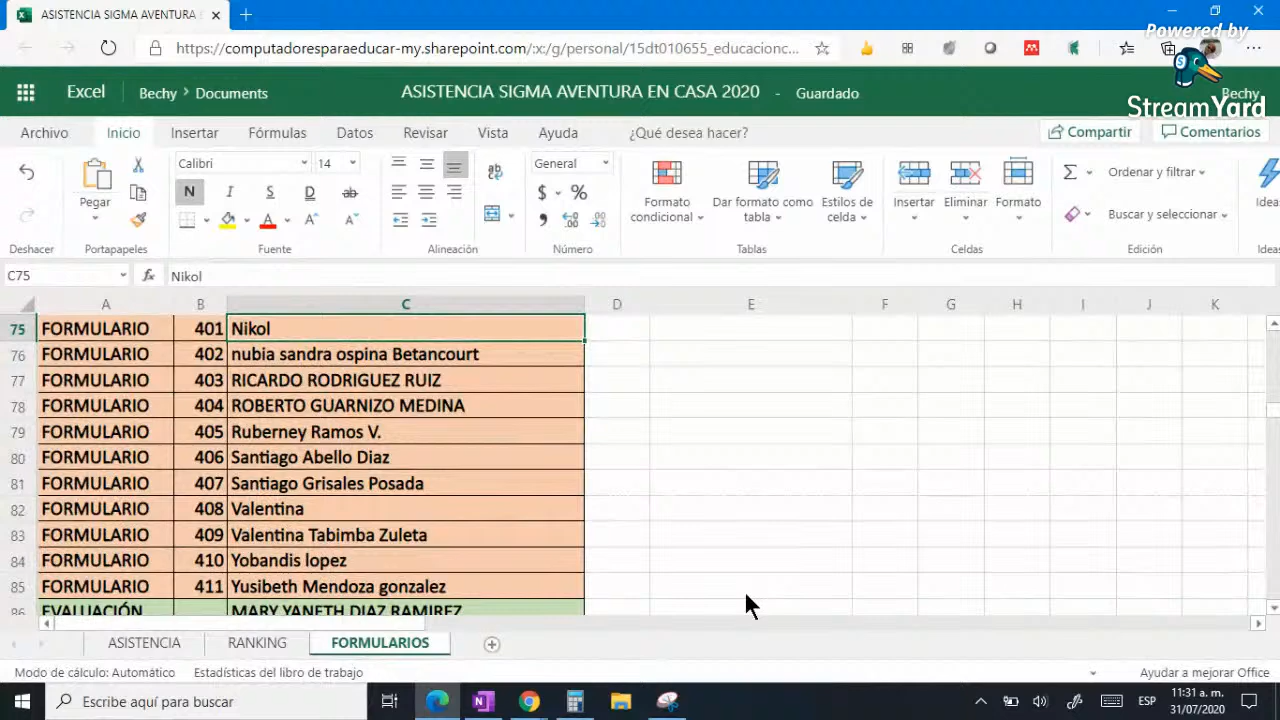 ASISTENCIA SIGMA AVENTURA
https://computadoresparaeducar-my.sharepoint.com/:x:/g/personal/15dt010655_educacionc...
Powered by
StreamYard
Excel
Bechy > Documents
ASISTENCIA SIGMA AVENTURA EN CASA 2020 - Guardado
Bechy
Archivo Inicio Insertar Fórmulas Datos Revisar Vista Ayuda ¿Qué desea hacer? Compartir Comentarios
Pegar
Calibri 14
N I S D ab
General
$ %
Formato condicional
Dar formato como tabla
Estilos de celda
Insertar
Eliminar
Formato
Ordenar y filtrar
Buscar y seleccionar
Ideas
Deshacer Portapapeles Fuente Alineación Número Tablas Celdas Edición Ideas
C75 fx Nikol
A B C D E F G H I J K
75 FORMULARIO 401 Nikol
76 FORMULARIO 402 nubia sandra ospina Betancourt
77 FORMULARIO 403 RICARDO RODRIGUEZ RUIZ
78 FORMULARIO 404 ROBERTO GUARNIZO MEDINA
79 FORMULARIO 405 Ruberney Ramos V.
80 FORMULARIO 406 Santiago Abello Diaz
81 FORMULARIO 407 Santiago Grisales Posada
82 FORMULARIO 408 Valentina
83 FORMULARIO 409 Valentina Tabimba Zuleta
84 FORMULARIO 410 Yobandis lopez
85 FORMULARIO 411 Yusibeth Mendoza gonzalez
86 EVALUACIÓN MARY YANETH DIAZ RAMIREZ
ASISTENCIA RANKING FORMULARIOS
Modo de cálculo: Automático Estadísticas del libro de trabajo Ayudar a mejorar Office
Escribe aquí para buscar
ESP
11:31 a. m.
31/07/2020